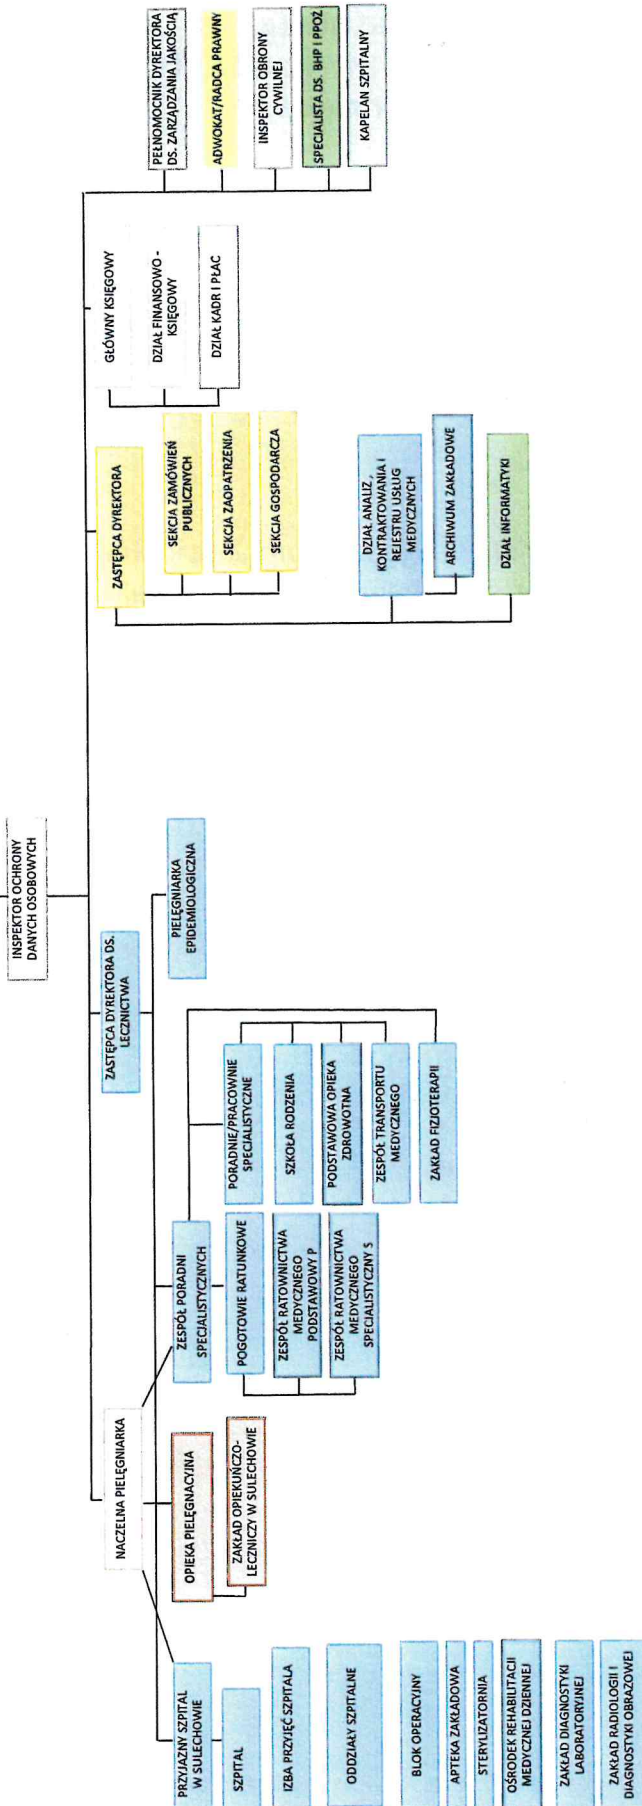 INSPEKTOR OCHRONY
DANYCH OSOBOWYCH
NACZELNA PIELĘGNIARKA
ZASTĘPCA DYREKTORA DS.
LECZNICTWA
ZASTĘPCA DYREKTORA
GŁÓWNY KSIĘGOWY
PRZYJAZNY SZPITAL
W SULECHOWIE
SZPITAL
IZBA PRZYJĘĆ SZPITALA
ODDZIAŁY SZPITALNE
BLOK OPERACYJNY
APTEKA ZAKŁADOWA
STERYLIZATORNIA
OŚRODEK REHABILITACJI
MEDYCZNEJ DZIENNEJ
ZAKŁAD DIAGNOSTYKI
LABORATORYJNEJ
ZAKŁAD RADIOLOGII I
DIAGNOSTYKI OBRAZOWEJ
OPIEKA PIELĘGNACYJNA
ZAKŁAD OPIEKUŃCZO-
LECZNICZY W SULECHOWIE
ZESPÓŁ PORADNI
SPECJALISTYCZNYCH
POGOTOWIE RATUNKOWE
ZESPÓŁ RATOWNICTWA
MEDYCZNEGO
PODSTAWOWY P
ZESPÓŁ RATOWNICTWA
MEDYCZNEGO
SPECJALISTYCZNY S
PORADNIE/PRACOWNIE
SPECJALISTYCZNE
SZKOŁA RODZENIA
PODSTAWOWA OPIEKA
ZDROWOTNA
ZESPÓŁ TRANSPORTU
MEDYCZNEGO
ZAKŁAD FIZJOTERAPII
PIELĘGNIARKA
EPIDEMIOLOGICZNA
SEKCJA ZAMÓWIEŃ
PUBLICZNYCH
SEKCJA ZAOPATRZENIA
SEKCJA GOSPODARCZA
DZIAŁ ANALIZ ,
KONTRAKTOWANIA I
REJESTRU USŁUG
MEDYCZNYCH
ARCHIWUM ZAKŁADOWE
DZIAŁ INFORMATYKI
DZIAŁ FINANSOWO -
KSIĘGOWY
DZIAŁ KADR I PŁAC
PEŁNOMOCNIK DYREKTORA
DS. ZARZĄDZANIA JAKOŚCIĄ
ADWOKAT/RADCA PRAWNY
INSPEKTOR OBRONY
CYWILNEJ
SPECJALISTA DS. BHP I PPOŻ
KAPELAN SZPITALNY